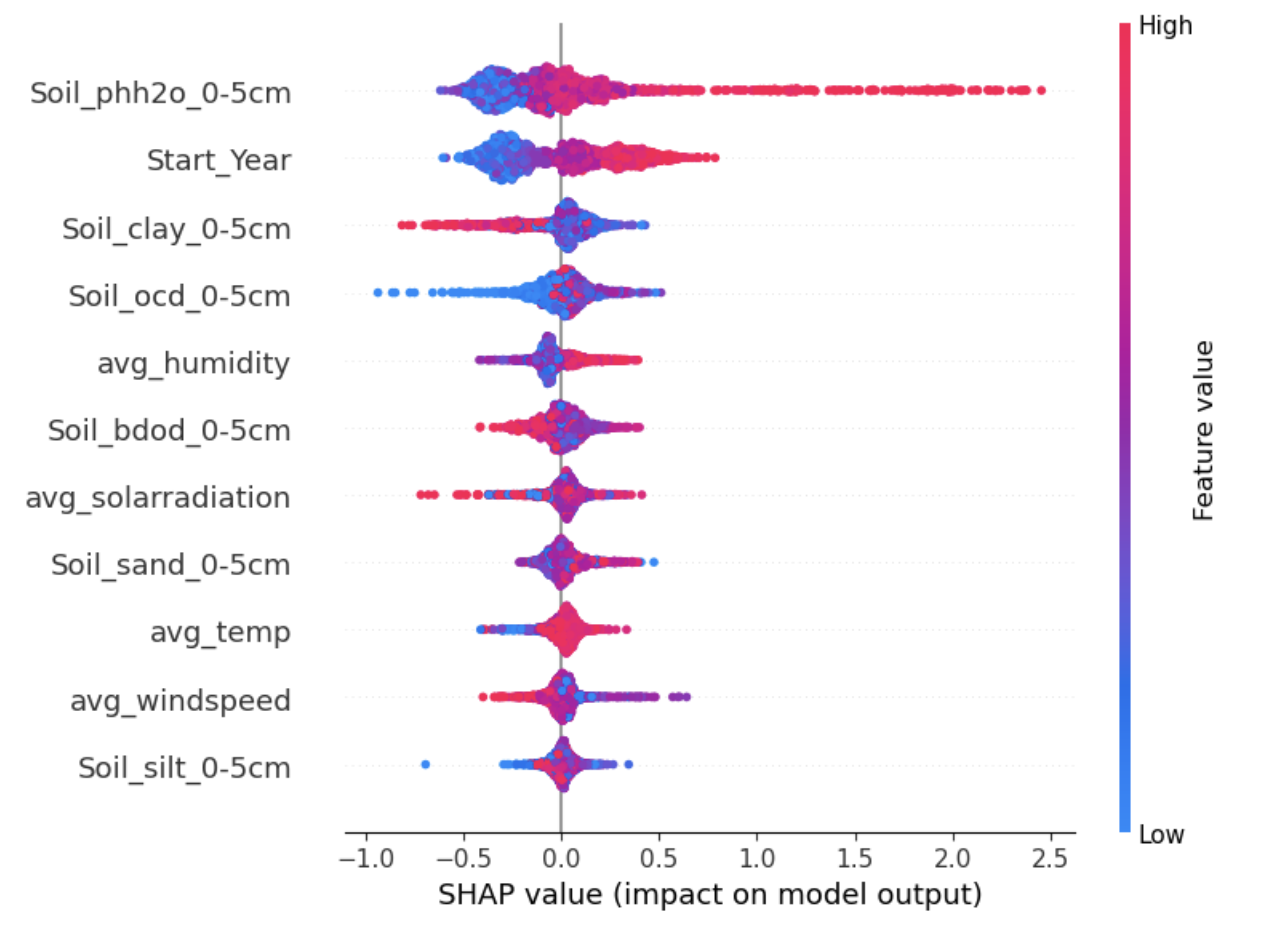 High
Soil_phh2o_0-5cm
Start_Year
Soil_clay_0-5cm
Soil_ocd_0-5cm
avg_humidity
Soil_bdod_0-5cm
avg_solarradiation
Soil_sand_0-5cm
avg_temp
avg_windspeed
Soil_silt_0-5cm
Feature value
Low
−1.0 −0.5 0.0 0.5 1.0 1.5 2.0 2.5
SHAP value (impact on model output)